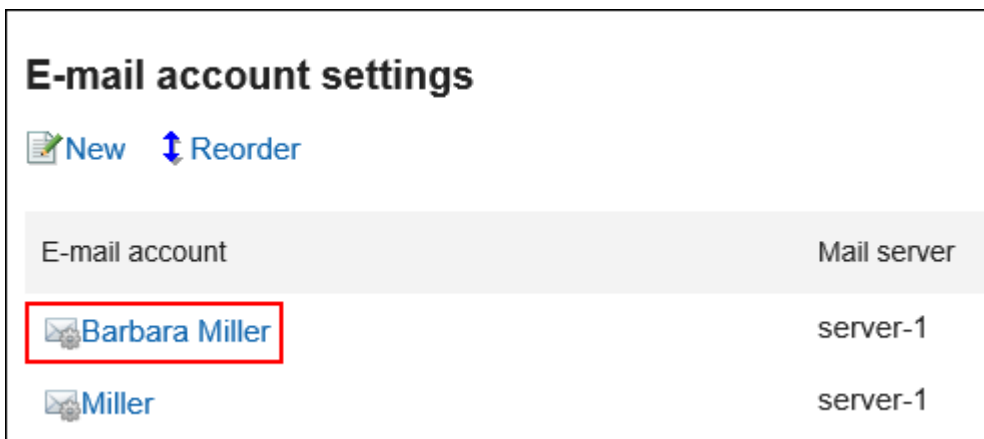 E-mail account settings
New Reorder
E-mail account Mail server
Barbara Miller server-1
Miller server-1